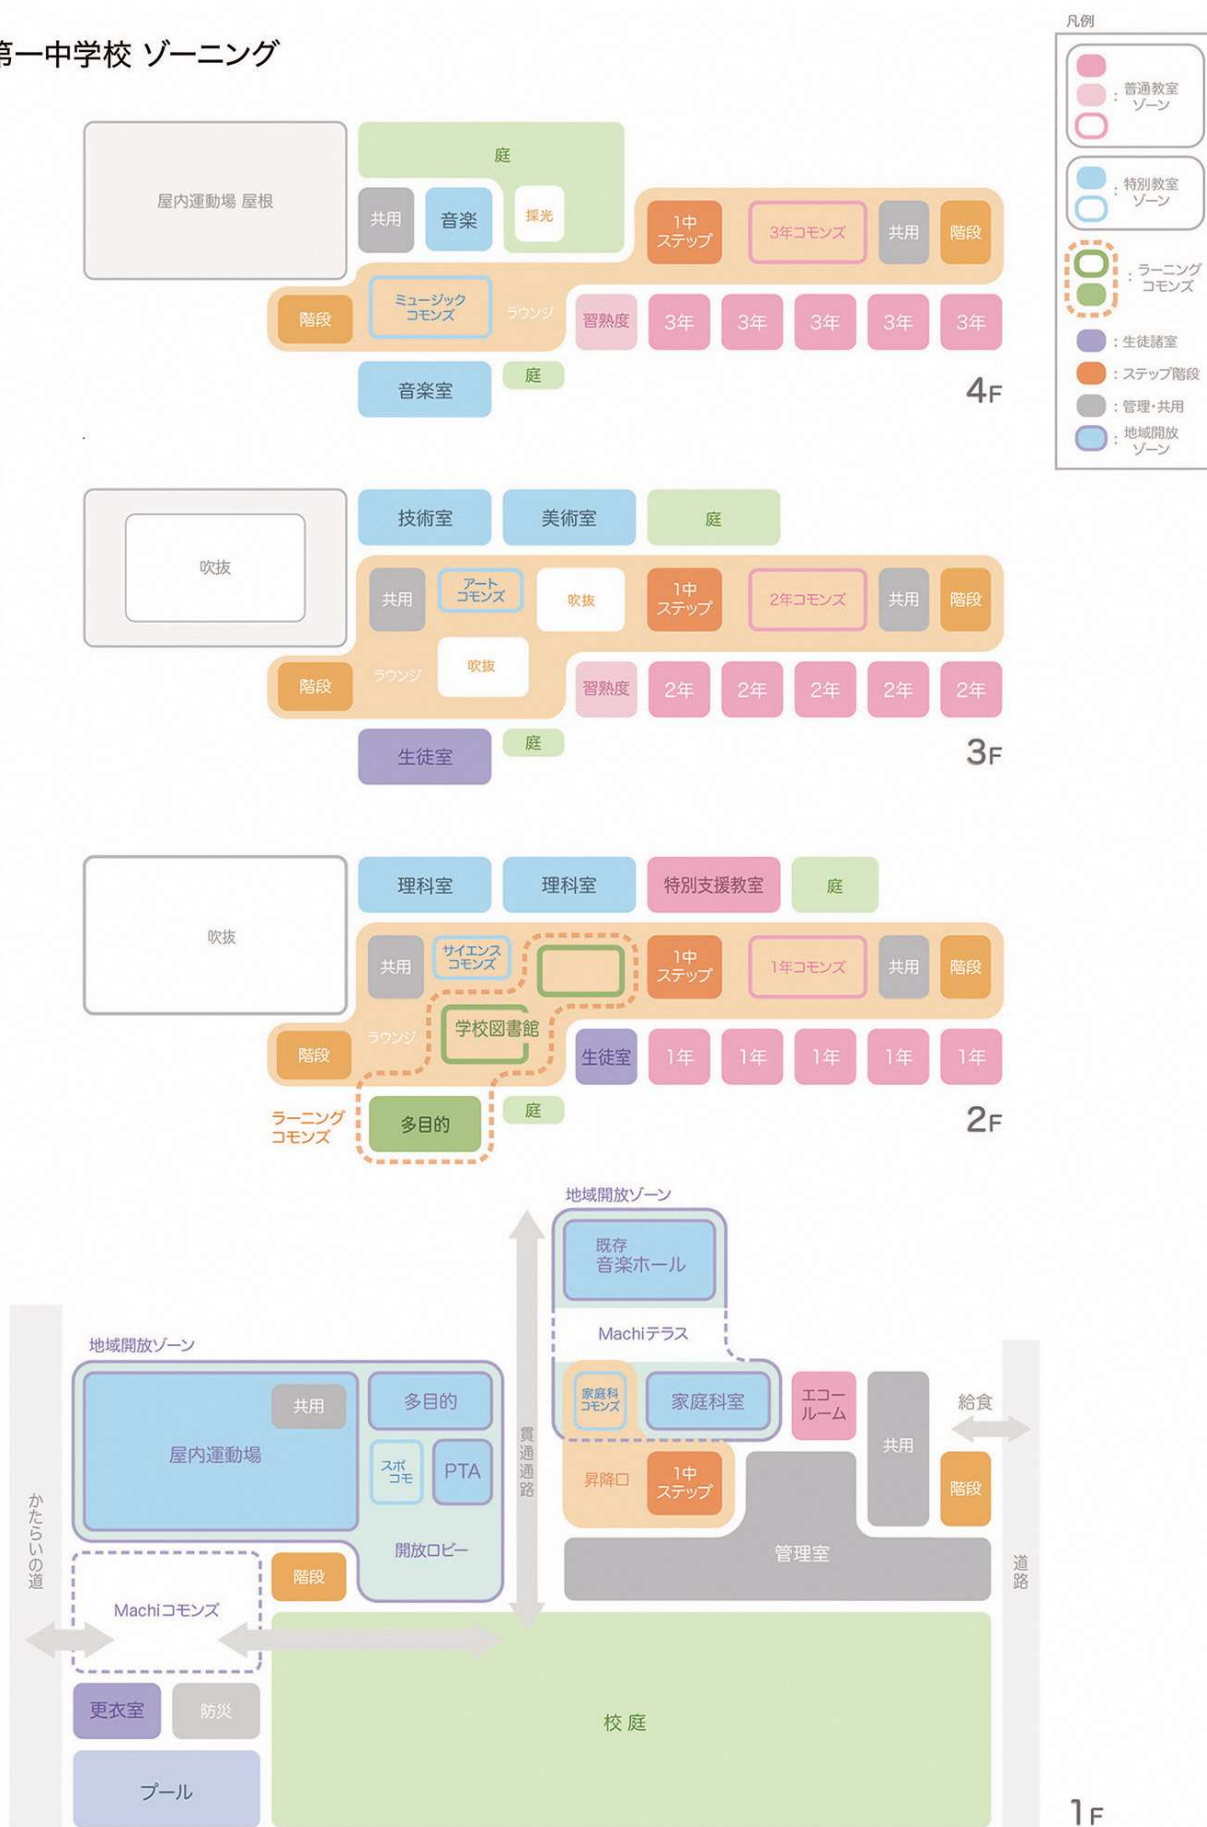 第一中学校 ゾーニング
凡例
: 普通教室
ゾーン
: 特別教室
ゾーン
: ラーニング
コモンズ
: 生徒諸室
: ステップ階段
: 管理・共用
: 地域開放
ゾーン
屋内運動場 屋根
庭
共用
音楽
採光
1中
ステップ
3年コモンズ
共用
階段
階段
ミュージック
コモンズ
ラウンジ
習熟度
3年
3年
3年
3年
3年
音楽室
庭
4F
吹抜
技術室
美術室
庭
共用
アート
コモンズ
吹抜
1中
ステップ
2年コモンズ
共用
階段
階段
ラウンジ
吹抜
習熟度
2年
2年
2年
2年
2年
生徒室
庭
3F
吹抜
理科室
理科室
特別支援教室
庭
共用
サイエンス
コモンズ
1中
ステップ
1年コモンズ
共用
階段
階段
ラウンジ
学校図書館
生徒室
1年
1年
1年
1年
1年
ラーニング
コモンズ
多目的
庭
2F
地域開放ゾーン
既存
音楽ホール
Machiテラス
地域開放ゾーン
屋内運動場
共用
多目的
スポ
コモ
PTA
開放ロビー
貫通通路
家庭科
コモンズ
家庭科室
エコー
ルーム
共用
給食
昇降口
1中
ステップ
階段
管理室
かたらいの道
階段
Machiコモンズ
道路
更衣室
防災
校庭
プール
1F